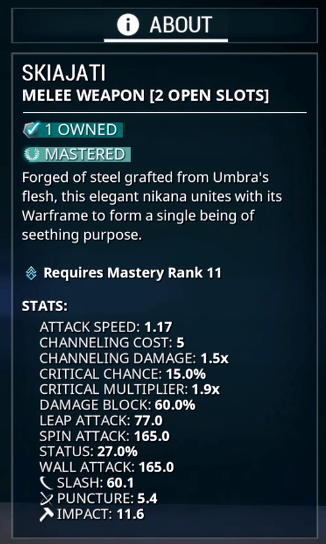 ABOUT
SKIAJATI
MELEE WEAPON [2 OPEN SLOTS]
1 OWNED
MASTERED
Forged of steel grafted from Umbra's
flesh, this elegant nikana unites with its
Warframe to form a single being of
seething purpose.
Requires Mastery Rank 11
STATS:
ATTACK SPEED: 1.17
CHANNELING COST: 5
CHANNELING DAMAGE: 1.5x
CRITICAL CHANCE: 15.0%
CRITICAL MULTIPLIER: 1.9x
DAMAGE BLOCK: 60.0%
LEAP ATTACK: 77.0
SPIN ATTACK: 165.0
STATUS: 27.0%
WALL ATTACK: 165.0
SLASH: 60.1
PUNCTURE: 5.4
IMPACT: 11.6